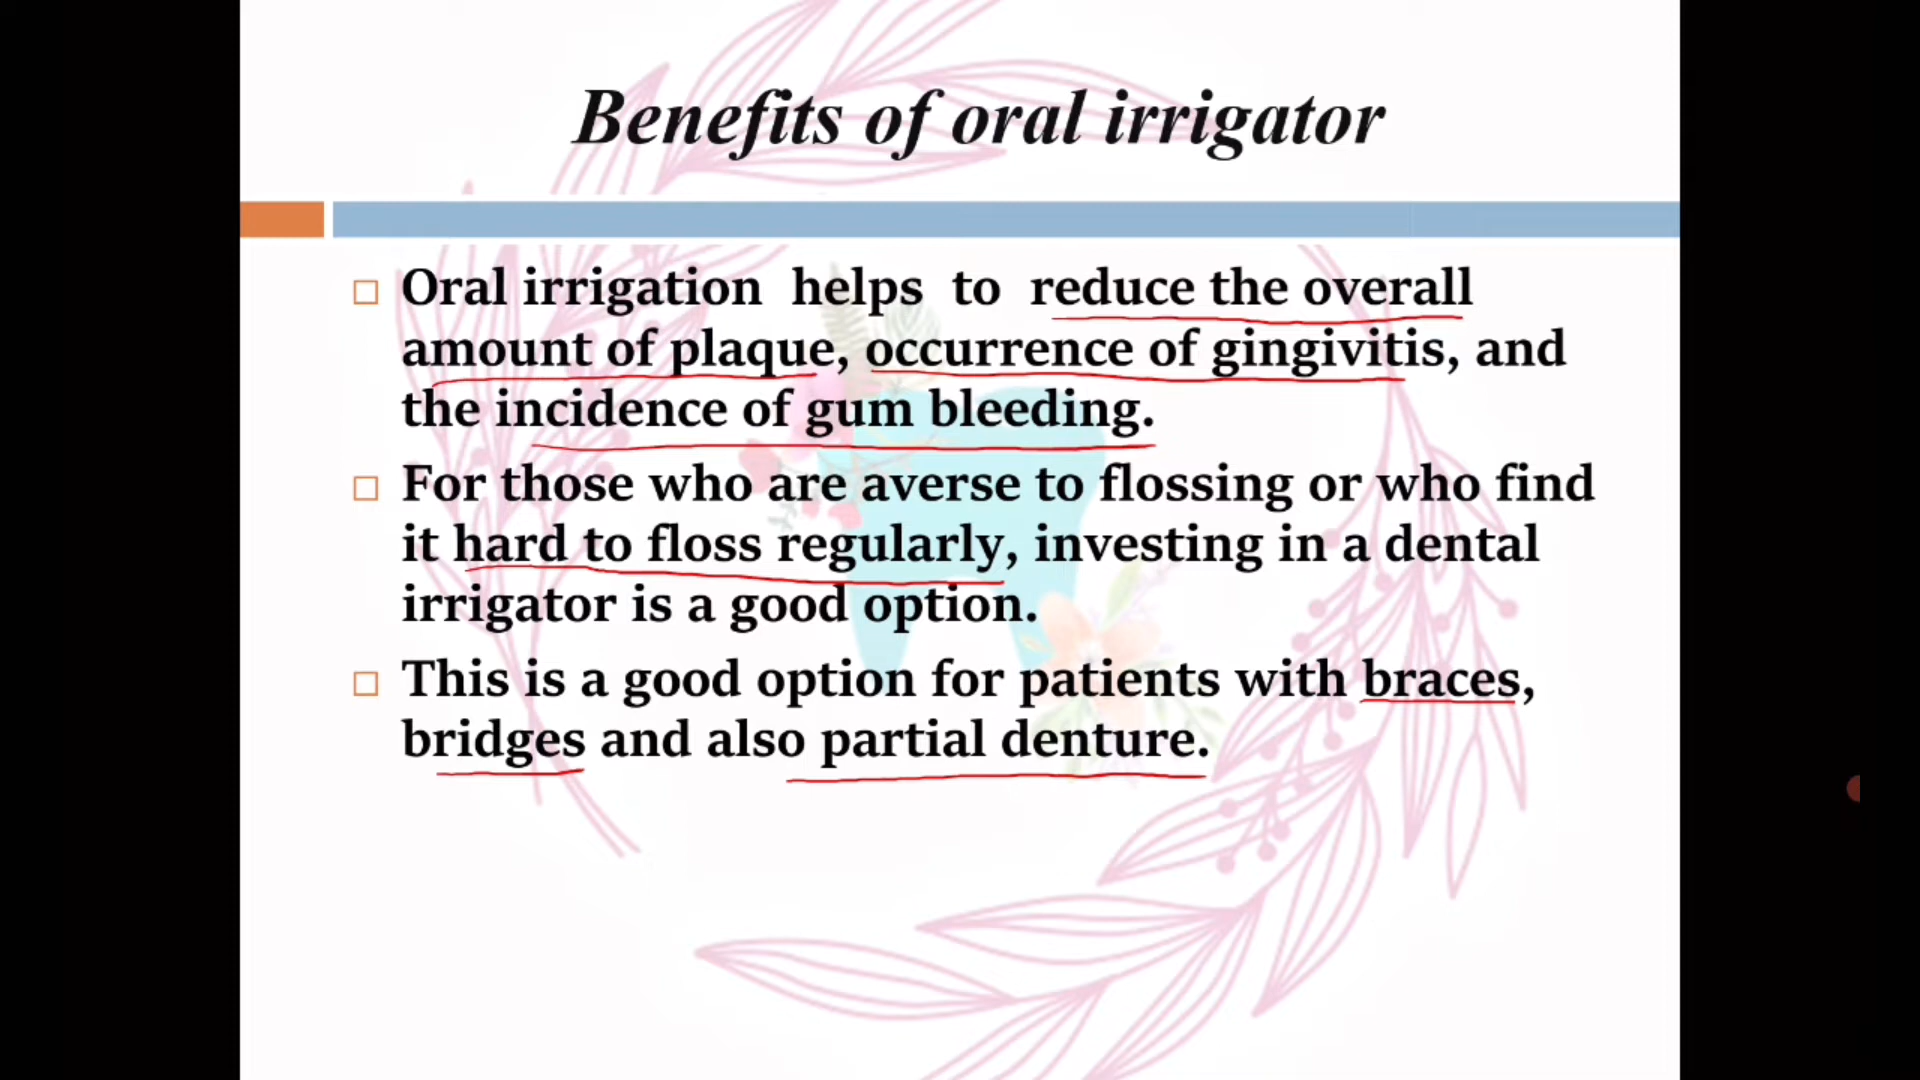 Benefits of oral irrigator
Oral irrigation helps to reduce the overall
amount of plaque, occurrence of gingivitis, and
the incidence of gum bleeding.
For those who are averse to flossing or who find
it hard to floss regularly, investing in a dental
irrigator is a good option.
This is a good option for patients with braces,
bridges and also partial denture.